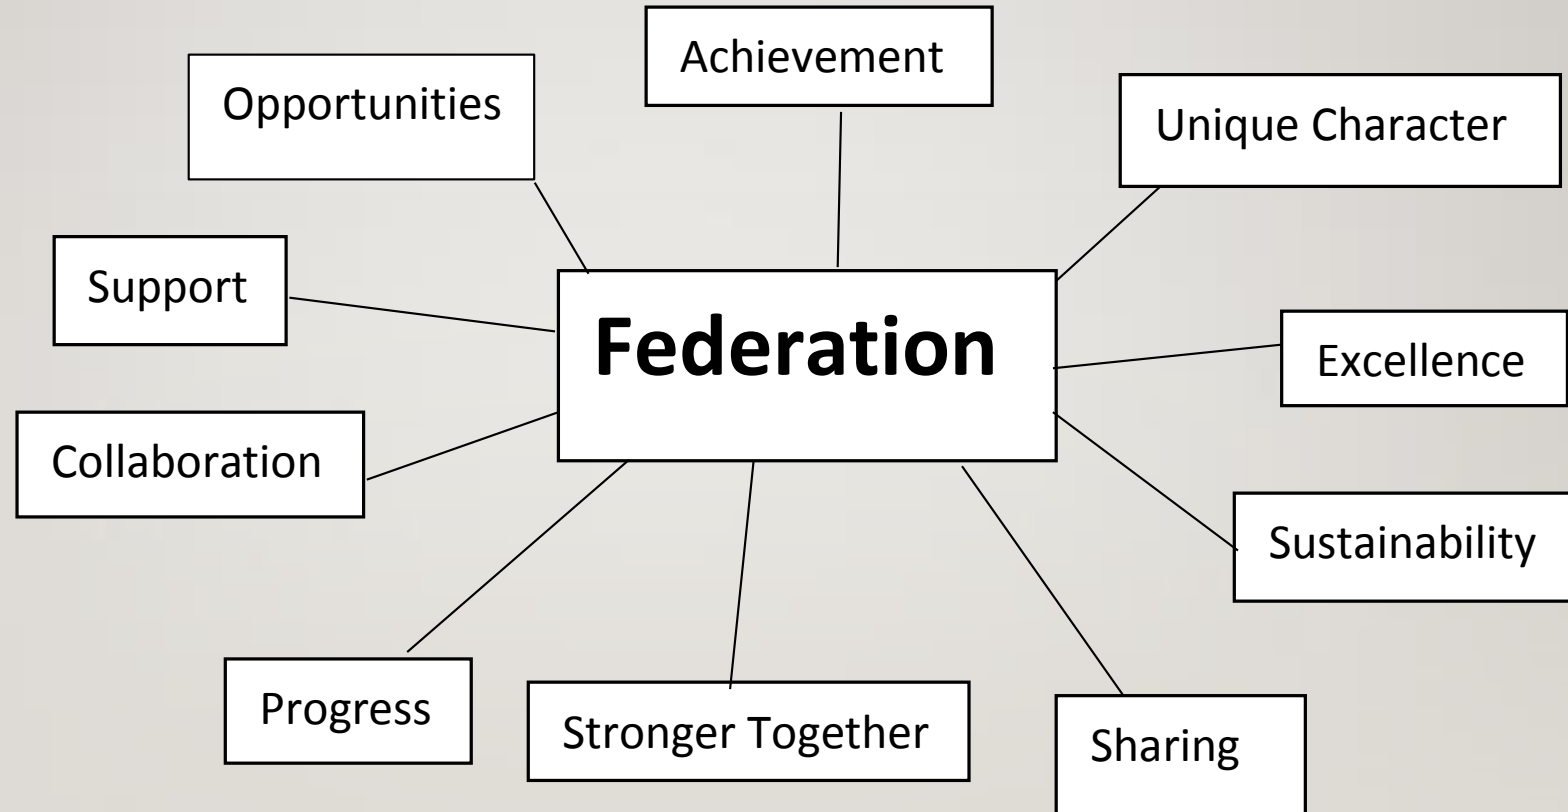 Achievement
Opportunities
Unique Character
Support
Federation
Excellence
Collaboration
Sustainability
Progress
Stronger Together
Sharing